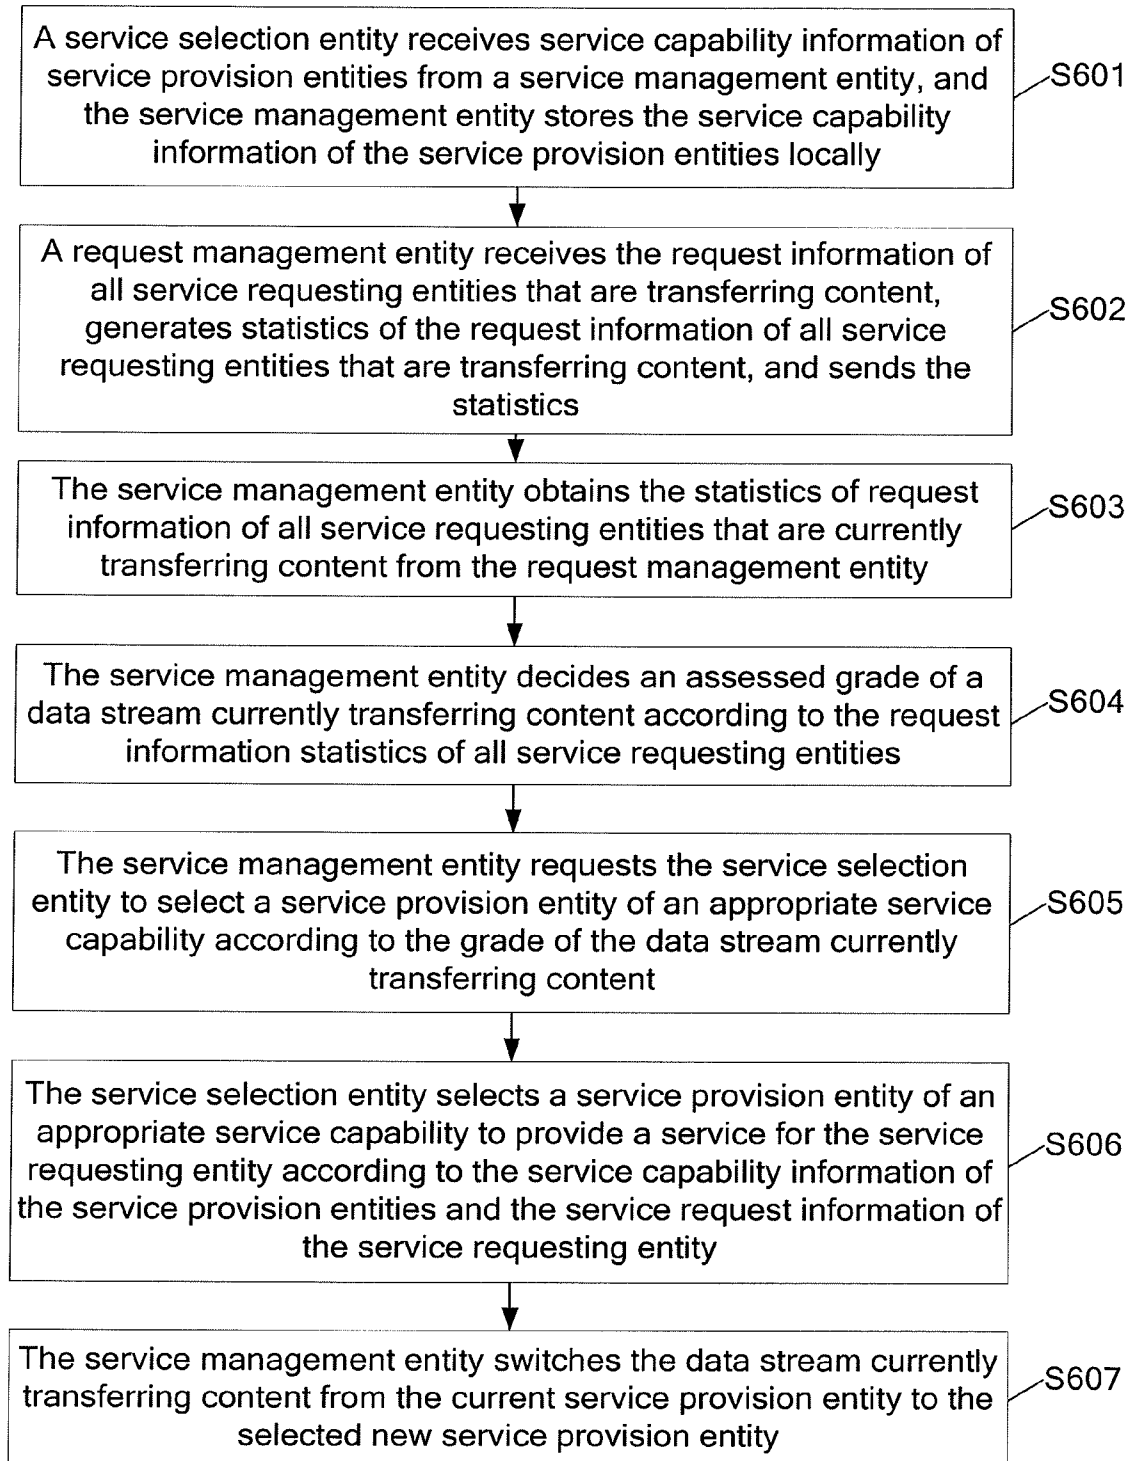 A service selection entity receives service capability information of
service provision entities from a service management entity, and
the service management entity stores the service capability
information of the service provision entities locally
S601
A request management entity receives the request information of
all service requesting entities that are transferring content,
generates statistics of the request information of all service
requesting entities that are transferring content, and sends the
statistics
S602
The service management entity obtains the statistics of request
information of all service requesting entities that are currently
transferring content from the request management entity
S603
The service management entity decides an assessed grade of a
data stream currently transferring content according to the request
information statistics of all service requesting entities
S604
The service management entity requests the service selection
entity to select a service provision entity of an appropriate service
capability according to the grade of the data stream currently
transferring content
S605
The service selection entity selects a service provision entity of an
appropriate service capability to provide a service for the service
requesting entity according to the service capability information of
the service provision entities and the service request information of
the service requesting entity
S606
The service management entity switches the data stream currently
transferring content from the current service provision entity to the
selected new service provision entity
S607